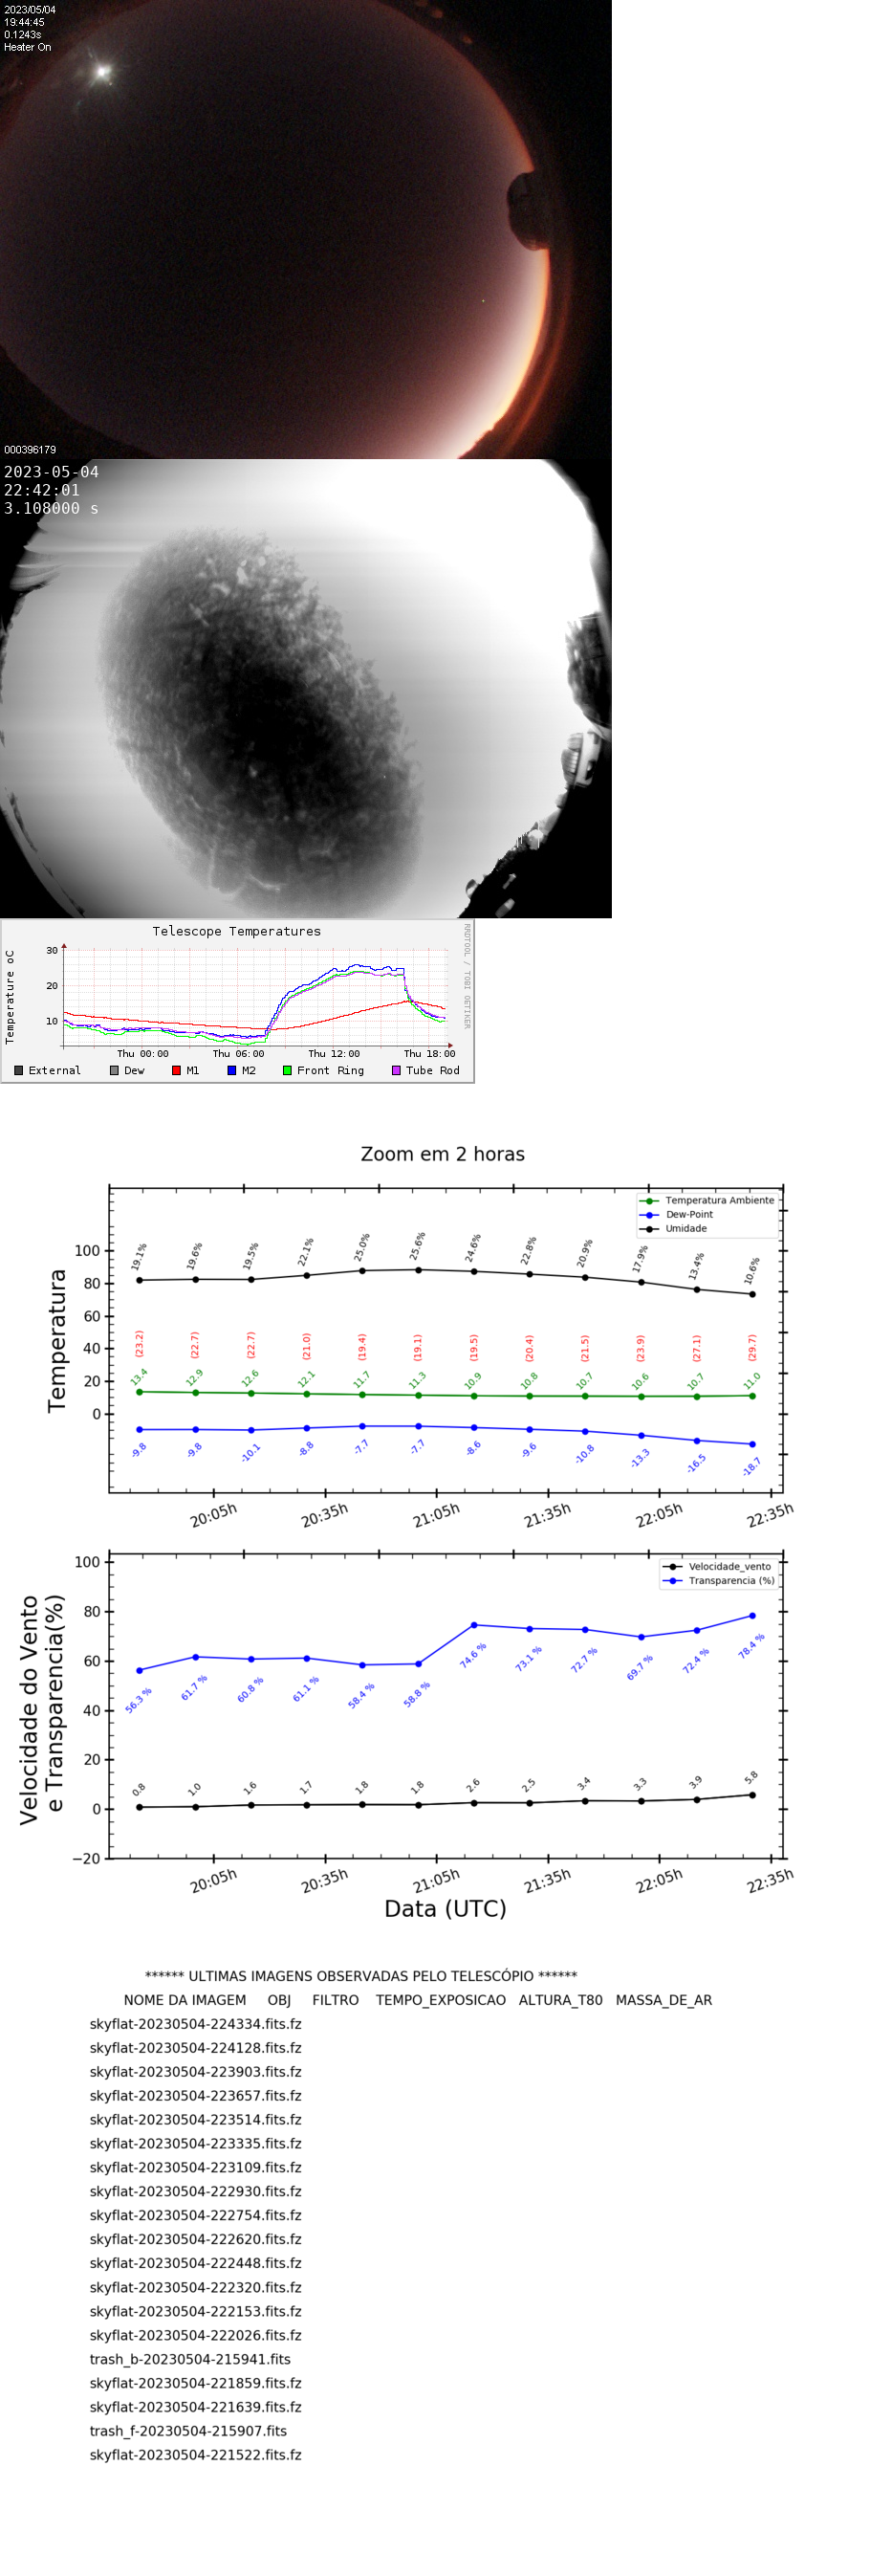 2023/05/04
19:44:45
0.1243s
Heater On
000396179
2023-05-04
22:42:01
3.108000 s
Telescope Temperatures
RRDTOOL / TOBI OETIKER
Temperature oC
30
20
10
Thu 00:00 Thu 06:00 Thu 12:00 Thu 18:00
External Dew M1 M2 Front Ring Tube Rod
Zoom em 2 horas
Temperatura Ambiente
Dew-Point
Umidade
Temperatura
100
80
60
40
20
0
19.1% 19.6% 19.5% 22.1% 25.0% 25.6% 24.6% 22.8% 20.9% 17.9% 13.4% 10.6%
(23.2) (22.7) (22.7) (21.0) (19.4) (19.1) (19.5) (20.4) (21.5) (23.9) (27.1) (29.7)
13.4 12.9 12.6 12.1 11.7 11.3 10.9 10.8 10.7 10.6 10.7 11.0
-9.8 -9.8 -10.1 -8.8 -7.7 -7.7 -8.6 -9.6 -10.8 -13.3 -16.5 -18.7
20:05h 20:35h 21:05h 21:35h 22:05h 22:35h
Velocidade_vento
Transparencia (%)
Velocidade do Vento
e Transparencia(%)
100
80
60
40
20
0
−20
56.3 % 61.7 % 60.8 % 61.1 % 58.4 % 58.8 % 74.6 % 73.1 % 72.7 % 69.7 % 72.4 % 78.4 %
0.8 1.0 1.6 1.7 1.8 1.8 2.6 2.5 3.4 3.3 3.9 5.8
20:05h 20:35h 21:05h 21:35h 22:05h 22:35h
Data (UTC)
****** ULTIMAS IMAGENS OBSERVADAS PELO TELESCÓPIO ******
NOME DA IMAGEM OBJ FILTRO TEMPO_EXPOSICAO ALTURA_T80 MASSA_DE_AR
skyflat-20230504-224334.fits.fz
skyflat-20230504-224128.fits.fz
skyflat-20230504-223903.fits.fz
skyflat-20230504-223657.fits.fz
skyflat-20230504-223514.fits.fz
skyflat-20230504-223335.fits.fz
skyflat-20230504-223109.fits.fz
skyflat-20230504-222930.fits.fz
skyflat-20230504-222754.fits.fz
skyflat-20230504-222620.fits.fz
skyflat-20230504-222448.fits.fz
skyflat-20230504-222320.fits.fz
skyflat-20230504-222153.fits.fz
skyflat-20230504-222026.fits.fz
trash_b-20230504-215941.fits
skyflat-20230504-221859.fits.fz
skyflat-20230504-221639.fits.fz
trash_f-20230504-215907.fits
skyflat-20230504-221522.fits.fz